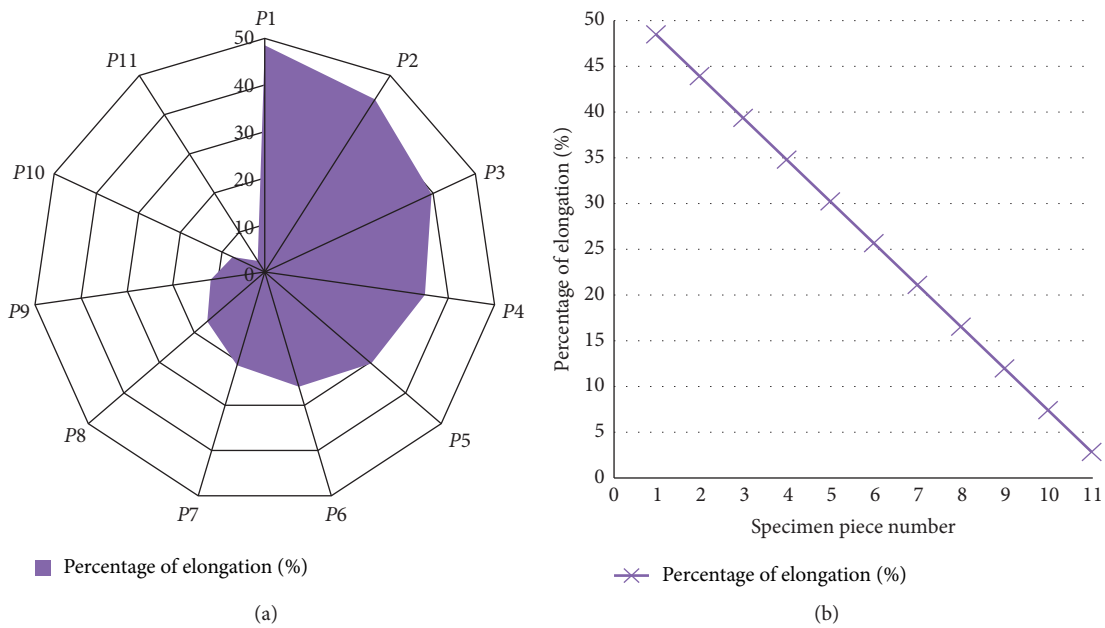 P1
P2
P3
P4
P5
P6
P7
P8
P9
P10
P11
50
40
30
20
10
0
Percentage of elongation (%)
(a)
Percentage of elongation (%)
50
45
40
35
30
25
20
15
10
5
0
0 1 2 3 4 5 6 7 8 9 10 11
Specimen piece number
Percentage of elongation (%)
(b)